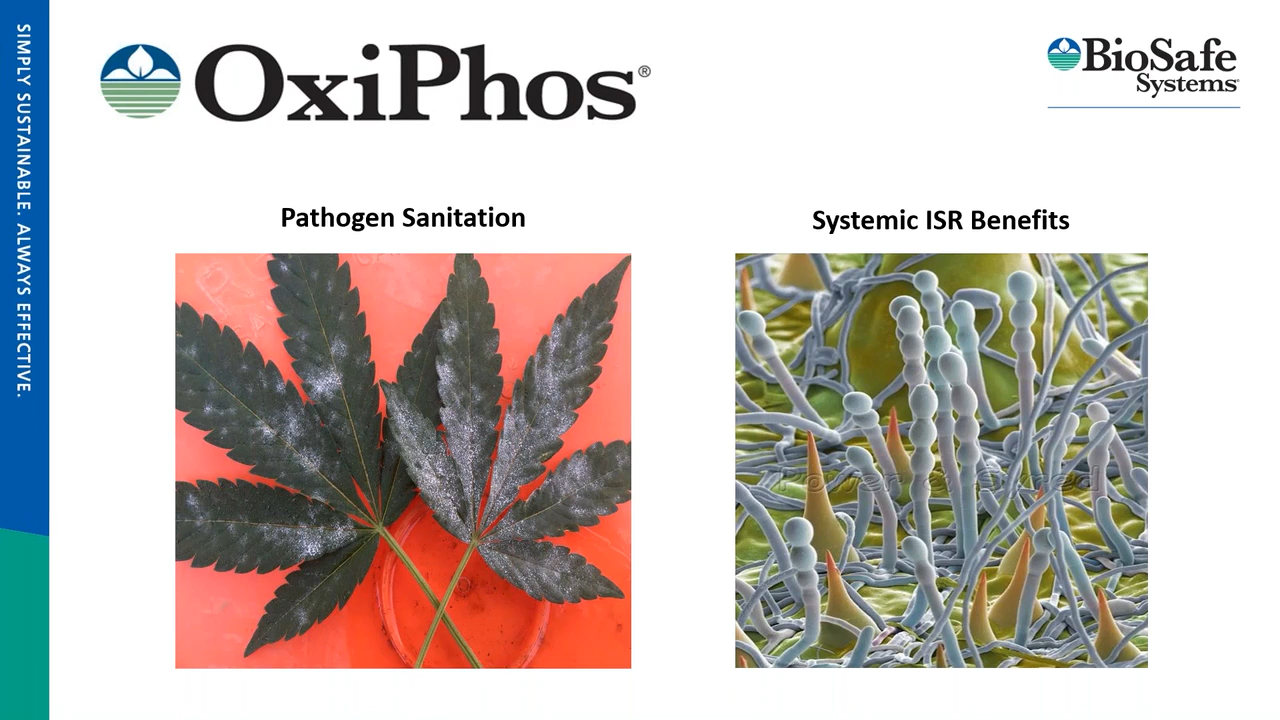 SIMPLY SUSTAINABLE. ALWAYS EFFECTIVE.
OxiPhos®
BioSafe
Systems®
Pathogen Sanitation
Systemic ISR Benefits